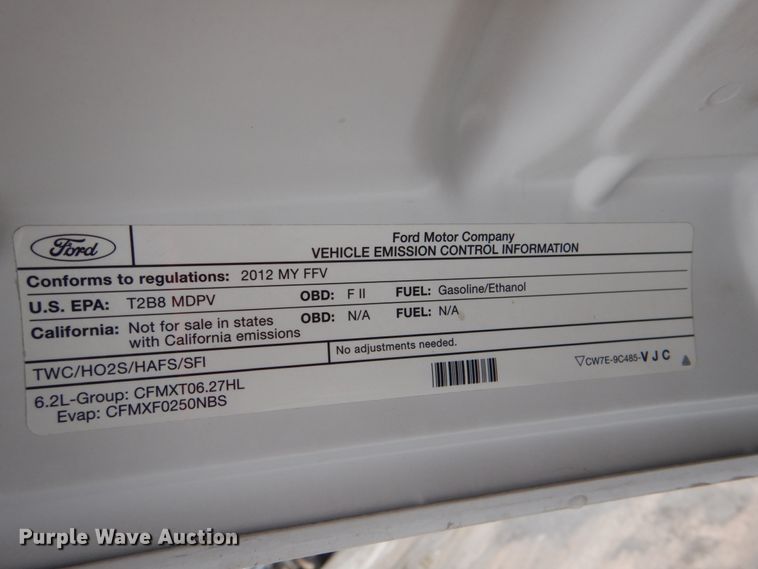 Ford
Ford Motor Company
VEHICLE EMISSION CONTROL INFORMATION
Conforms to regulations: 2012 MY FFV
U.S. EPA: T2B8 MDPV OBD: F II FUEL: Gasoline/Ethanol
California: Not for sale in states with California emissions OBD: N/A FUEL: N/A
TWC/HO2S/HAFS/SFI
No adjustments needed.
6.2L-Group: CFMXT06.27HL
Evap: CFMXF0250NBS
CW7E-9C485-VJC
Purple Wave Auction